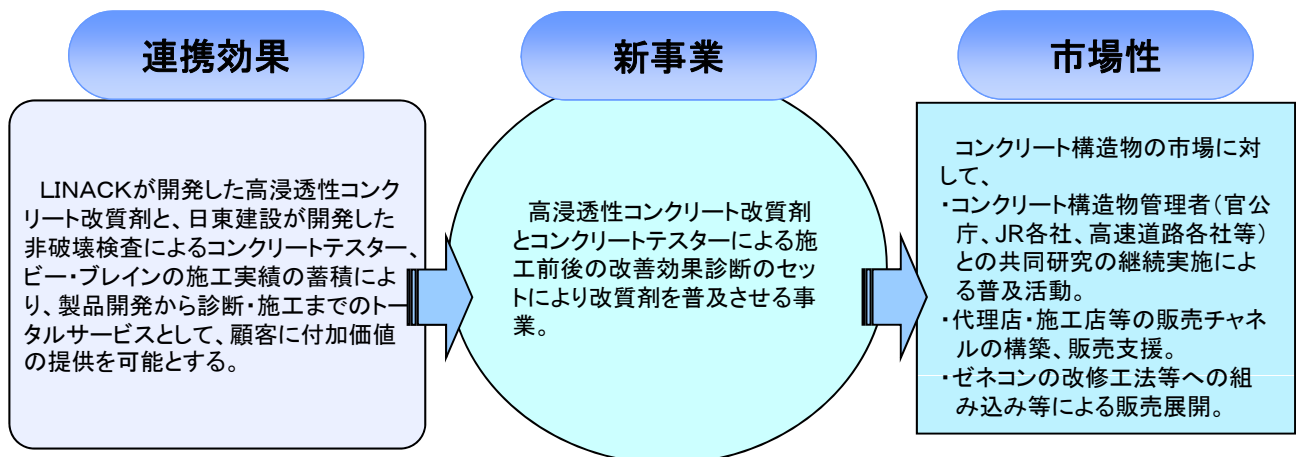 連携効果
LINACKが開発した高浸透性コンク
リート改質剤と、日東建設が開発した
非破壊検査によるコンクリートテスター、
ビー・ブレインの施工実績の蓄積によ
り、製品開発から診断・施工までのトー
タルサービスとして、顧客に付加価値
の提供を可能とする。
新事業
高浸透性コンクリート改質剤
とコンクリートテスターによる施
工前後の改善効果診断のセッ
トにより改質剤を普及させる事
業。
市場性
コンクリート構造物の市場に対
して、
・コンクリート構造物管理者（官公
庁、JR各社、高速道路各社等）
との共同研究の継続実施によ
る普及活動。
・代理店・施工店等の販売チャネ
ルの構築、販売支援。
・ゼネコンの改修工法等への組
み込み等による販売展開。